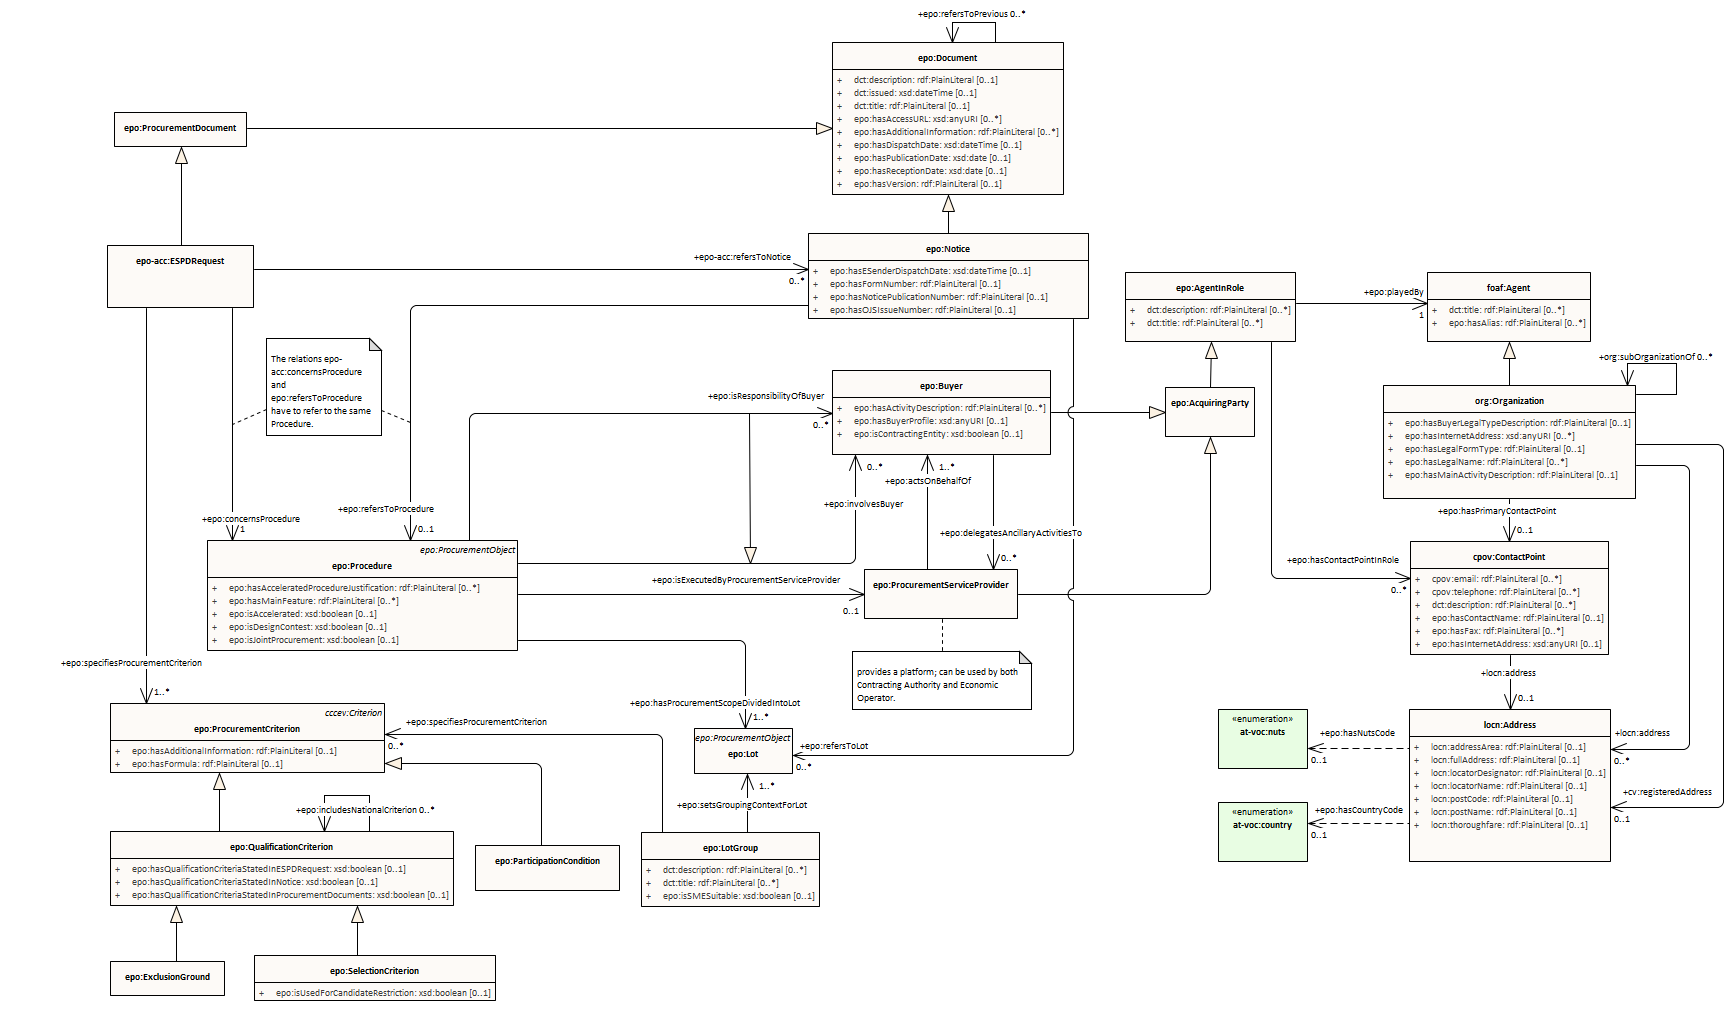 +epo:refersToPrevious 0..*
epo:Document
+ dct:description: rdf:PlainLiteral [0..1]
+ dct:issued: xsd:dateTime [0..1]
+ dct:title: rdf:PlainLiteral [0..1]
+ epo:hasAccessURL: xsd:anyURI [0..*]
+ epo:hasAdditionalInformation: rdf:PlainLiteral [0..*]
+ epo:hasDispatchDate: xsd:dateTime [0..1]
+ epo:hasPublicationDate: xsd:date [0..1]
+ epo:hasReceptionDate: xsd:date [0..1]
+ epo:hasVersion: rdf:PlainLiteral [0..1]
epo:ProcurementDocument
epo-acc:ESPDRequest
+epo-acc:refersToNotice
0..*
epo:Notice
+ epo:hasESenderDispatchDate: xsd:dateTime [0..1]
+ epo:hasFormNumber: rdf:PlainLiteral [0..1]
+ epo:hasNoticePublicationNumber: rdf:PlainLiteral [0..1]
+ epo:hasOJSIssueNumber: rdf:PlainLiteral [0..1]
epo:AgentInRole
+ dct:description: rdf:PlainLiteral [0..*]
+ dct:title: rdf:PlainLiteral [0..*]
+epo:playedBy
1
foaf:Agent
+ dct:title: rdf:PlainLiteral [0..*]
+ epo:hasAlias: rdf:PlainLiteral [0..*]
The relations epo-
acc:concernsProcedure
and
epo:refersToProcedure
have to refer to the same
Procedure.
+epo:isResponsibilityOfBuyer
0..*
epo:Buyer
+ epo:hasActivityDescription: rdf:PlainLiteral [0..*]
+ epo:hasBuyerProfile: xsd:anyURI [0..1]
+ epo:isContractingEntity: xsd:boolean [0..1]
epo:AcquiringParty
+org:subOrganizationOf 0..*
org:Organization
+ epo:hasBuyerLegalTypeDescription: rdf:PlainLiteral [0..1]
+ epo:hasInternetAddress: xsd:anyURI [0..*]
+ epo:hasLegalFormType: rdf:PlainLiteral [0..1]
+ epo:hasLegalName: rdf:PlainLiteral [0..*]
+ epo:hasMainActivityDescription: rdf:PlainLiteral [0..1]
0..*
1..*
+epo:actsOnBehalfOf
+epo:involvesBuyer
+epo:refersToProcedure
0..1
+epo:concernsProcedure
1
+epo:delegatesAncillaryActivitiesTo
0..*
+epo:hasPrimaryContactPoint
0..1
epo:ProcurementObject
epo:Procedure
+ epo:hasAcceleratedProcedureJustification: rdf:PlainLiteral [0..*]
+ epo:hasMainFeature: rdf:PlainLiteral [0..*]
+ epo:isAccelerated: xsd:boolean [0..1]
+ epo:isDesignContest: xsd:boolean [0..1]
+ epo:isJointProcurement: xsd:boolean [0..1]
+epo:isExecutedByProcurementServiceProvider
0..1
epo:ProcurementServiceProvider
+epo:hasContactPointInRole
0..*
cpov:ContactPoint
+ cpov:email: rdf:PlainLiteral [0..*]
+ cpov:telephone: rdf:PlainLiteral [0..*]
+ dct:description: rdf:PlainLiteral [0..*]
+ epo:hasContactName: rdf:PlainLiteral [0..1]
+ epo:hasFax: rdf:PlainLiteral [0..*]
+ epo:hasInternetAddress: xsd:anyURI [0..1]
provides a platform; can be used by both
Contracting Authority and Economic
Operator.
+epo:specifiesProcurementCriterion
1..*
+locn:address
0..1
+epo:hasProcurementScopeDividedIntoLot
1..*
cccev:Criterion
epo:ProcurementCriterion
+ epo:hasAdditionalInformation: rdf:PlainLiteral [0..1]
+ epo:hasFormula: rdf:PlainLiteral [0..1]
+epo:specifiesProcurementCriterion
0..*
epo:ProcurementObject
epo:Lot
+epo:refersToLot
0..*
«enumeration»
at-voc:nuts
+epo:hasNutsCode
0..1
locn:Address
+ locn:addressArea: rdf:PlainLiteral [0..1]
+ locn:fullAddress: rdf:PlainLiteral [0..1]
+ locn:locatorDesignator: rdf:PlainLiteral [0..1]
+ locn:locatorName: rdf:PlainLiteral [0..1]
+ locn:postCode: rdf:PlainLiteral [0..1]
+ locn:postName: rdf:PlainLiteral [0..1]
+ locn:thoroughfare: rdf:PlainLiteral [0..1]
+locn:address
0..*
+cv:registeredAddress
0..1
«enumeration»
at-voc:country
+epo:hasCountryCode
0..1
1..*
+epo:setsGroupingContextForLot
+epo:includesNationalCriterion 0..*
epo:QualificationCriterion
+ epo:hasQualificationCriteriaStatedInESPDRequest: xsd:boolean [0..1]
+ epo:hasQualificationCriteriaStatedInNotice: xsd:boolean [0..1]
+ epo:hasQualificationCriteriaStatedInProcurementDocuments: xsd:boolean [0..1]
epo:ParticipationCondition
epo:LotGroup
+ dct:description: rdf:PlainLiteral [0..*]
+ dct:title: rdf:PlainLiteral [0..*]
+ epo:isSMESuitable: xsd:boolean [0..1]
epo:ExclusionGround
epo:SelectionCriterion
+ epo:isUsedForCandidateRestriction: xsd:boolean [0..1]